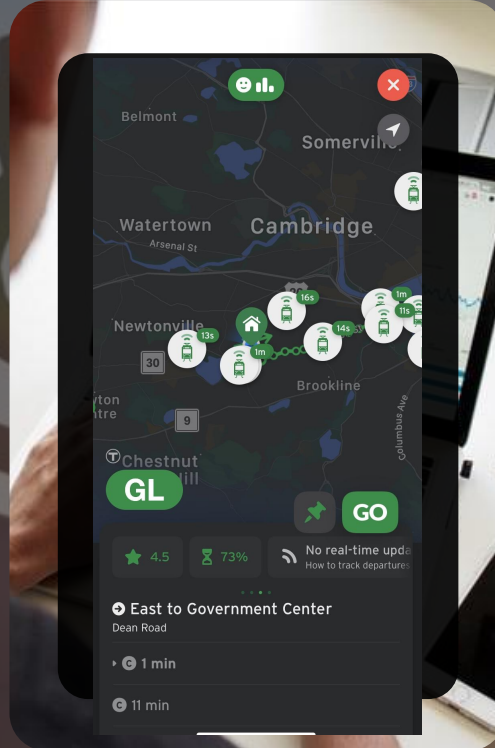 Belmont
Somerville
Watertown
Cambridge
Arsenal St
16s
1m
11s
13s
14s
Newtonville
1m
30
Brookline
9
Columbus Ave
T Chestnut
Hill
GL
GO
4.5
73%
No real-time upda
How to track departures
East to Government Center
Dean Road
C 1 min
C 11 min